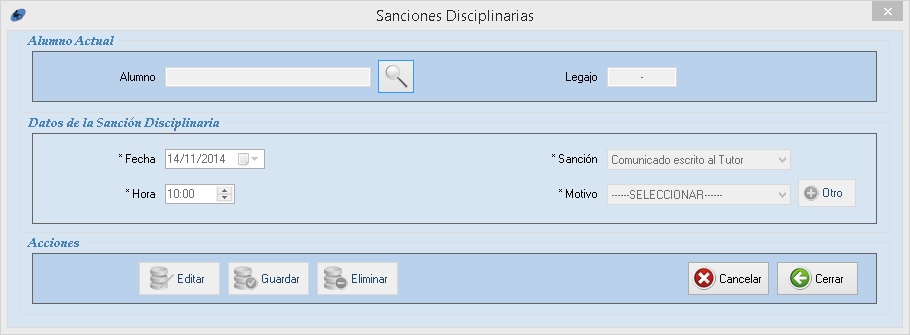 Sanciones Disciplinarias
Alumno Actual
Alumno
Legajo -
Datos de la Sanción Disciplinaria
* Fecha 14/11/2014
* Sanción Comunicado escrito al Tutor
* Hora 10:00
* Motivo ------SELECCIONAR------ Otro
Acciones
Editar Guardar Eliminar Cancelar Cerrar